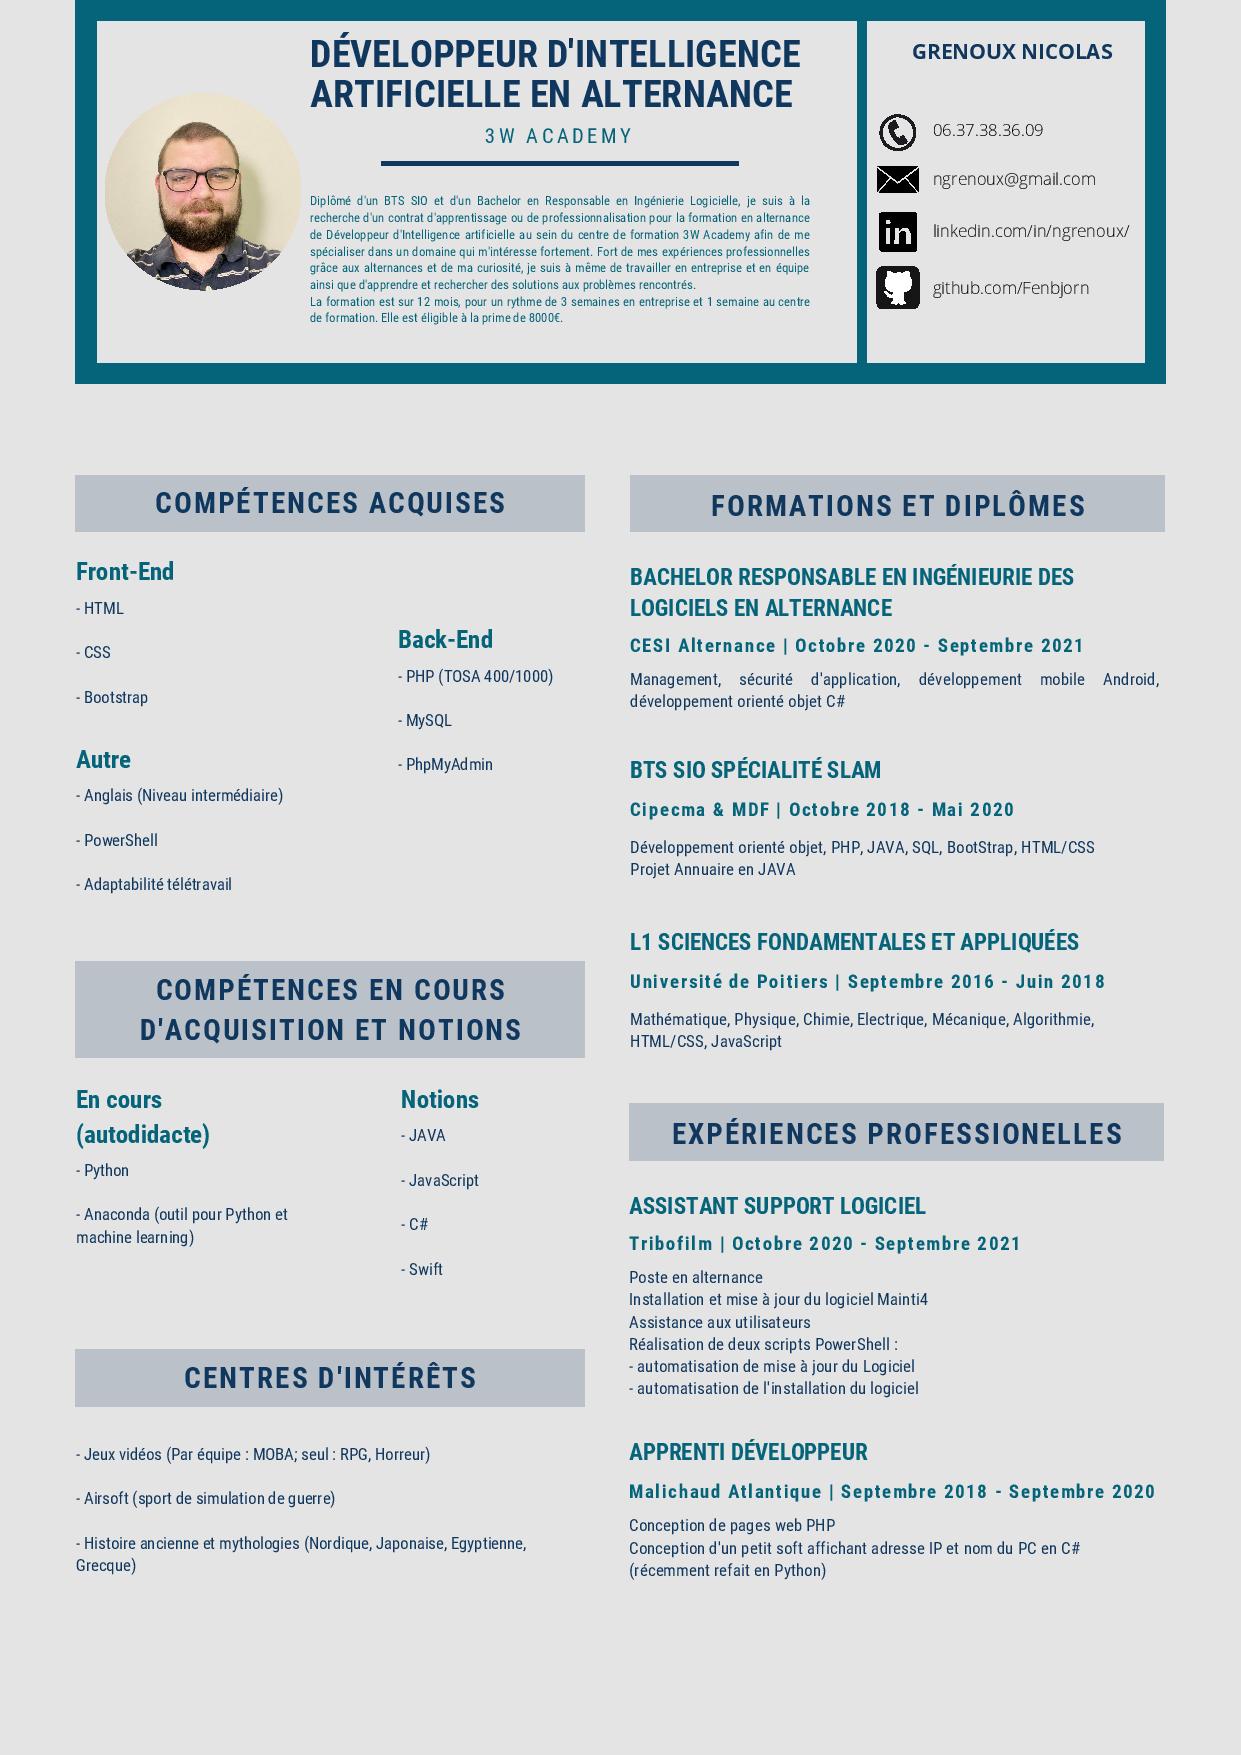 DÉVELOPPEUR D'INTELLIGENCE
ARTIFICIELLE EN ALTERNANCE
3W ACADEMY
Diplômé d'un BTS SIO et d'un Bachelor en Responsable en Ingénierie Logicielle, je suis à la
recherche d'un contrat d'apprentissage ou de professionnalisation pour la formation en alternance
de Développeur d'Intelligence artificielle au sein du centre de formation 3W Academy afin de me
spécialiser dans un domaine qui m'intéresse fortement. Fort de mes expériences professionnelles
grâce aux alternances et de ma curiosité, je suis à même de travailler en entreprise et en équipe
ainsi que d'apprendre et rechercher des solutions aux problèmes rencontrés.
La formation est sur 12 mois, pour un rythme de 3 semaines en entreprise et 1 semaine au centre
de formation. Elle est éligible à la prime de 8000€.
GRENOUX NICOLAS
06.37.38.36.09
ngrenoux@gmail.com
in
linkedin.com/in/ngrenoux/
github.com/Fenbjorn
COMPÉTENCES ACQUISES
Front-End
- HTML
- CSS
- Bootstrap
Autre
- Anglais (Niveau intermédiaire)
- PowerShell
- Adaptabilité télétravail
Back-End
- PHP (TOSA 400/1000)
- MySQL
- PhpMyAdmin
COMPÉTENCES EN COURS
D'ACQUISITION ET NOTIONS
En cours
(autodidacte)
- Python
- Anaconda (outil pour Python et
machine learning)
Notions
- JAVA
- JavaScript
- C#
- Swift
CENTRES D'INTÉRÊTS
- Jeux vidéos (Par équipe : MOBA; seul : RPG, Horreur)
- Airsoft (sport de simulation de guerre)
- Histoire ancienne et mythologies (Nordique, Japonaise, Egyptienne,
Grecque)
FORMATIONS ET DIPLÔMES
BACHELOR RESPONSABLE EN INGÉNIEURIE DES
LOGICIELS EN ALTERNANCE
CESI Alternance | Octobre 2020 - Septembre 2021
Management, sécurité d'application, développement mobile Android,
développement orienté objet C#
BTS SIO SPÉCIALITÉ SLAM
Cipecma & MDF | Octobre 2018 - Mai 2020
Développement orienté objet, PHP, JAVA, SQL, BootStrap, HTML/CSS
Projet Annuaire en JAVA
L1 SCIENCES FONDAMENTALES ET APPLIQUÉES
Université de Poitiers | Septembre 2016 - Juin 2018
Mathématique, Physique, Chimie, Electrique, Mécanique, Algorithmie,
HTML/CSS, JavaScript
EXPÉRIENCES PROFESSIONELLES
ASSISTANT SUPPORT LOGICIEL
Tribofilm | Octobre 2020 - Septembre 2021
Poste en alternance
Installation et mise à jour du logiciel Mainti4
Assistance aux utilisateurs
Réalisation de deux scripts PowerShell :
- automatisation de mise à jour du Logiciel
- automatisation de l'installation du logiciel
APPRENTI DÉVELOPPEUR
Malichaud Atlantique | Septembre 2018 - Septembre 2020
Conception de pages web PHP
Conception d'un petit soft affichant adresse IP et nom du PC en C#
(récemment refait en Python)